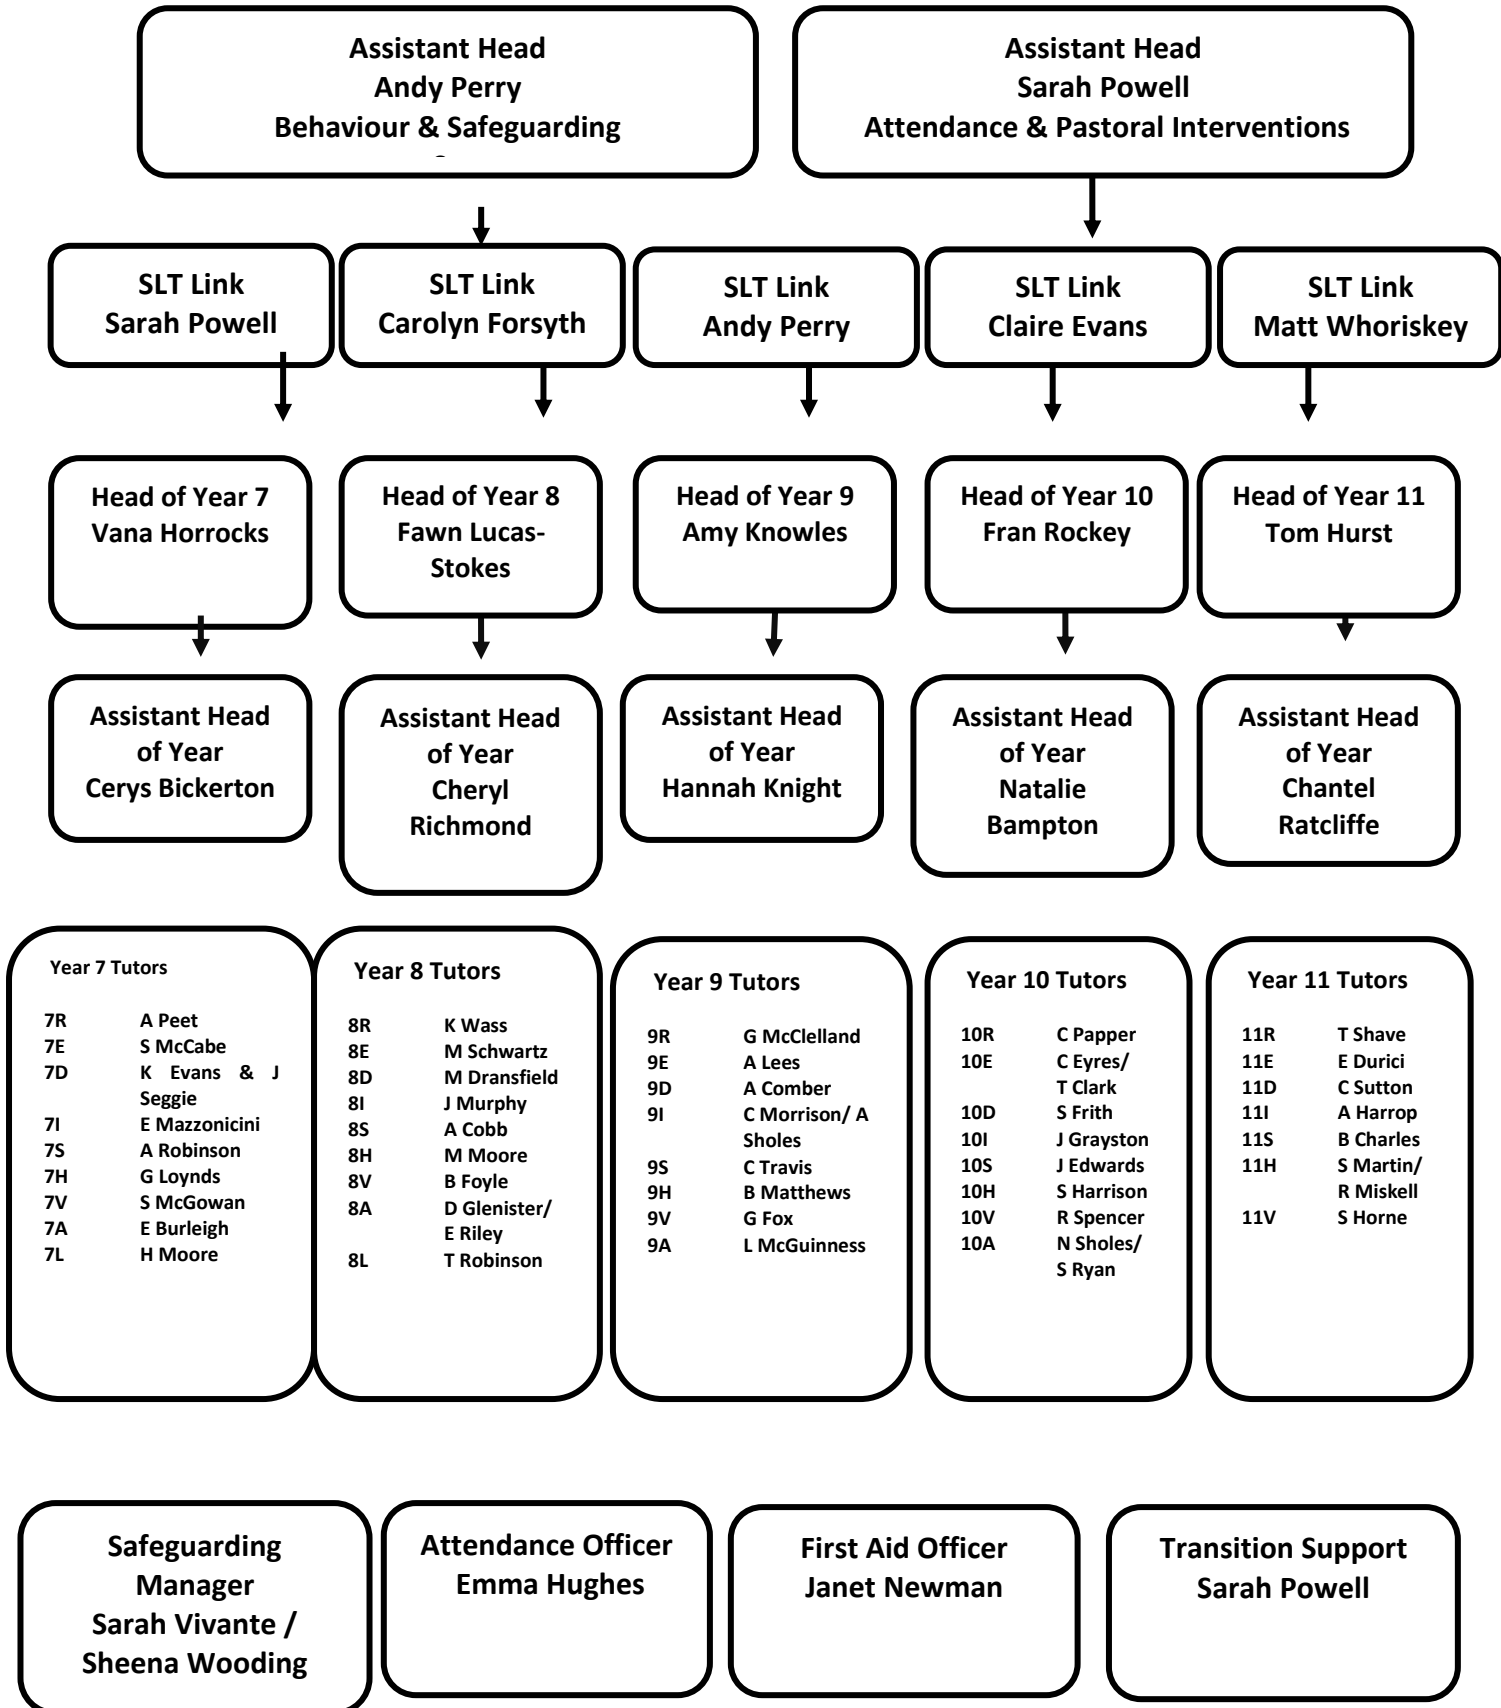 Assistant Head
Andy Perry
Behaviour & Safeguarding
Assistant Head
Sarah Powell
Attendance & Pastoral Interventions
SLT Link
Sarah Powell
SLT Link
Carolyn Forsyth
SLT Link
Andy Perry
SLT Link
Claire Evans
SLT Link
Matt Whoriskey
Head of Year 7
Vana Horrocks
Head of Year 8
Fawn Lucas-
Stokes
Head of Year 9
Amy Knowles
Head of Year 10
Fran Rockey
Head of Year 11
Tom Hurst
Assistant Head
of Year
Cerys Bickerton
Assistant Head
of Year
Cheryl
Richmond
Assistant Head
of Year
Hannah Knight
Assistant Head
of Year
Natalie
Bampton
Assistant Head
of Year
Chantel
Ratcliffe
Year 7 Tutors
7R A Peet
7E S McCabe
7D K Evans & J
Seggie
7I E Mazzonicini
7S A Robinson
7H G Loynds
7V S McGowan
7A E Burleigh
7L H Moore
Year 8 Tutors
8R K Wass
8E M Schwartz
8D M Dransfield
8I J Murphy
8S A Cobb
8H M Moore
8V B Foyle
8A D Glenister/
E Riley
8L T Robinson
Year 9 Tutors
9R G McClelland
9E A Lees
9D A Comber
9I C Morrison/ A
Sholes
9S C Travis
9H B Matthews
9V G Fox
9A L McGuinness
Year 10 Tutors
10R C Papper
10E C Eyres/
T Clark
10D S Frith
10I J Grayston
10S J Edwards
10H S Harrison
10V R Spencer
10A N Sholes/
S Ryan
Year 11 Tutors
11R T Shave
11E E Durici
11D C Sutton
11I A Harrop
11S B Charles
11H S Martin/
R Miskell
11V S Horne
Safeguarding
Manager
Sarah Vivante /
Sheena Wooding
Attendance Officer
Emma Hughes
First Aid Officer
Janet Newman
Transition Support
Sarah Powell